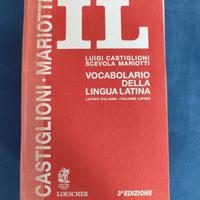 CASTIGLIONI·MARIOTTI
IL
LUIGI CASTIGLIONI
SCEVOLA MARIOTTI
VOCABOLARIO
DELLA
LINGUA LATINA
LATINO ITALIANO · ITALIANO LATINO
LOESCHER
3ª EDIZIONE